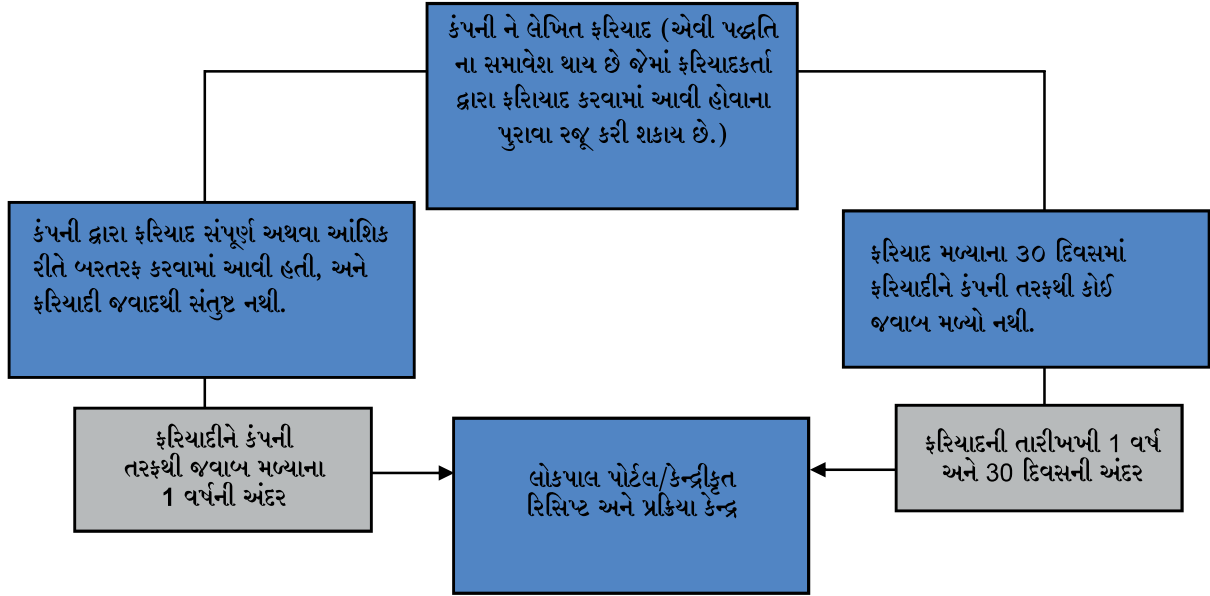 કંપની ને લેખિત ફરિયાદ (એવી પદ્ધતિ
ના સમાવેશ થાય છે જેમાં ફરિયાદકર્તા
દ્વારા ફરિાયાદ કરવામાં આવી હોવાના
પુરાવા રજૂ કરી શકાય છે.)
કંપની દ્વારા ફરિયાદ સંપૂર્ણ અથવા આંશિક
રીતે બરતરફ કરવામાં આવી હતી, અને
ફરિયાદી જવાદથી સંતુષ્ટ નથી.
ફરિયાદ મળ્યાના ૩૦ દિવસમાં
ફરિયાદીને કંપની તરફથી કોઈ
જવાબ મળ્યો નથી.
ફરિયાદીને કંપની
તરફથી જવાબ મળ્યાના
1 વર્ષની અંદર
લોકપાલ પોર્ટલ/કેન્દ્રીકૃત
રિસિપ્ટ અને પ્રક્રિયા કેન્દ્ર
ફરિયાદની તારીખખી 1 વર્ષ
અને 30 દિવસની અંદર